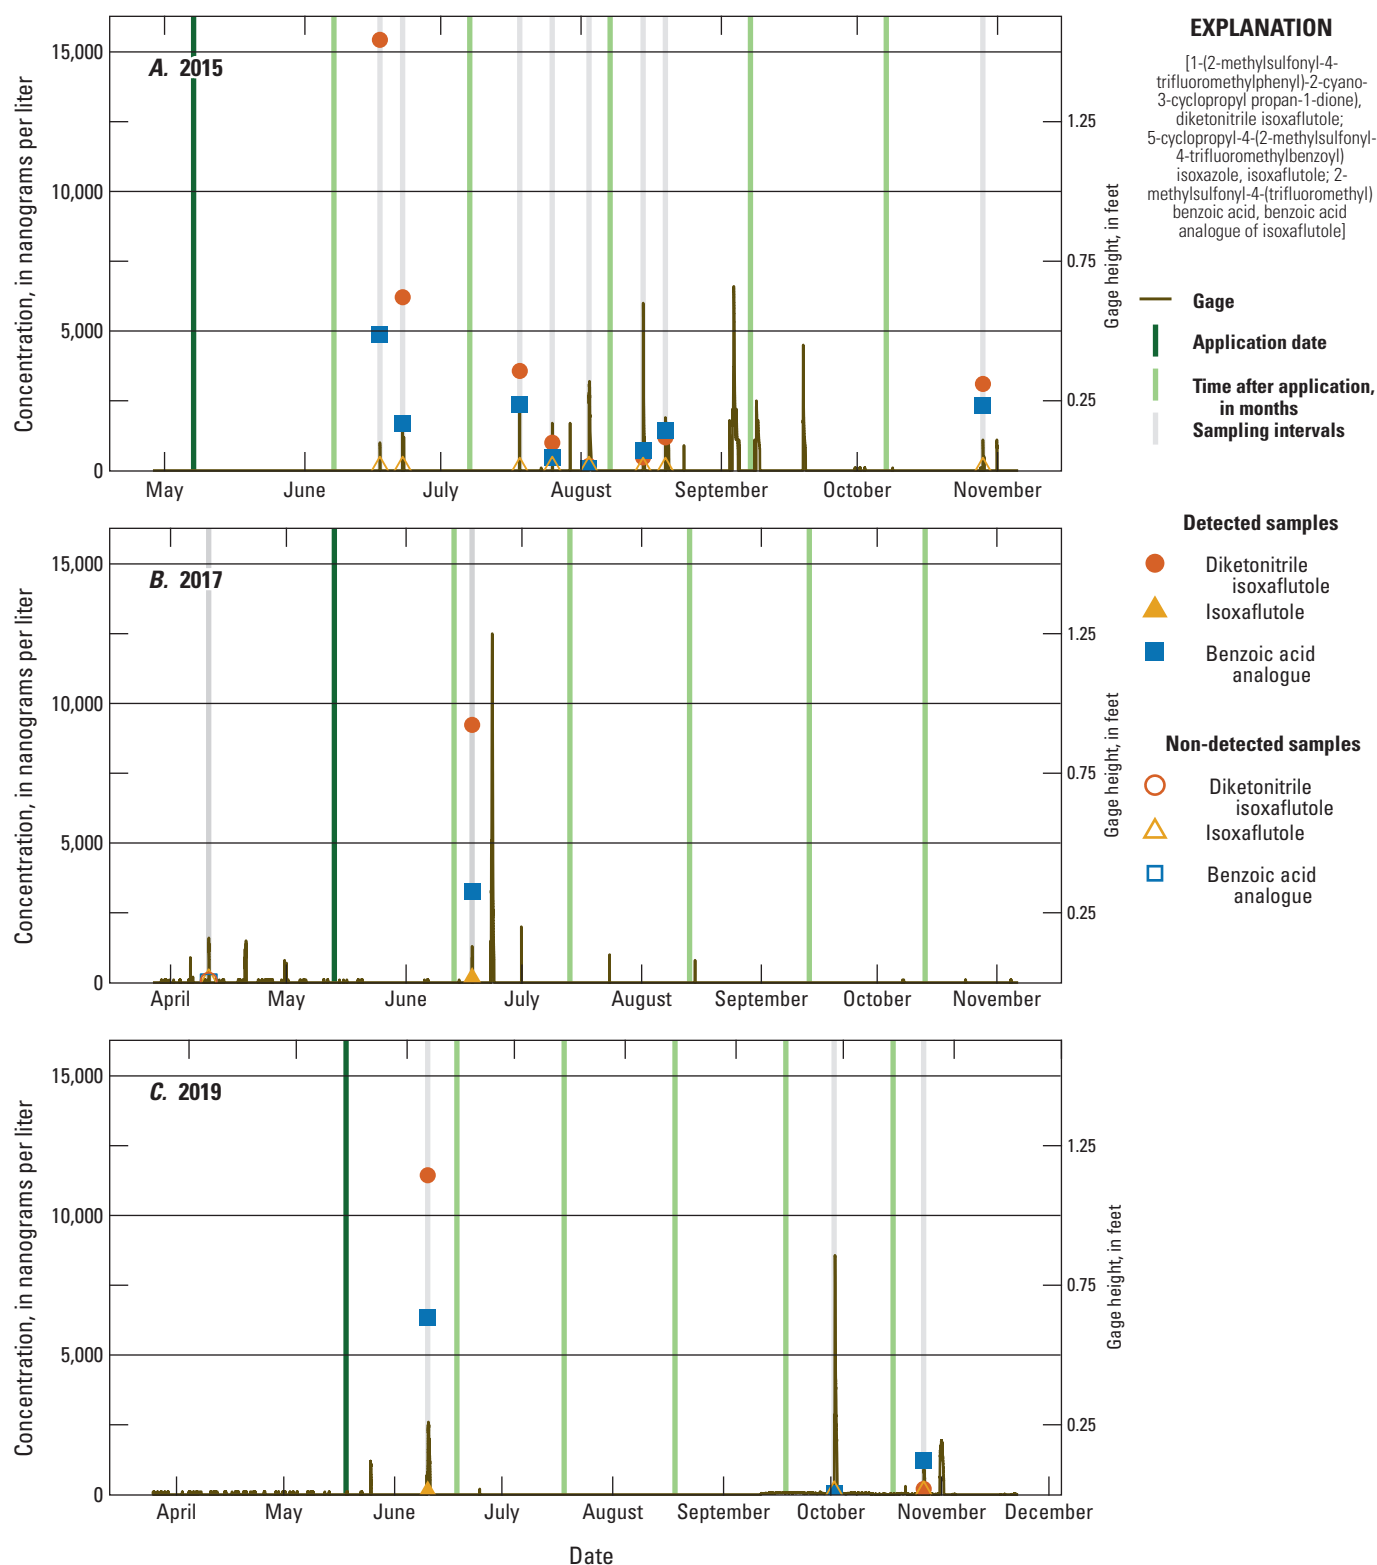 A. 2015
Concentration, in nanograms per liter
15,000
10,000
5,000
0
1.25
0.75
0.25
Gage height, in feet
May June July August September October November
B. 2017
Concentration, in nanograms per liter
15,000
10,000
5,000
0
1.25
0.75
0.25
Gage height, in feet
April May June July August September October November
C. 2019
Concentration, in nanograms per liter
15,000
10,000
5,000
0
1.25
0.75
0.25
Gage height, in feet
April May June July August September October November December
Date
EXPLANATION
[1-(2-methylsulfonyl-4-
trifluoromethylphenyl)-2-cyano-
3-cyclopropyl propan-1-dione),
diketonitrile isoxaflutole;
5-cyclopropyl-4-(2-methylsulfonyl-
4-trifluoromethylbenzoyl)
isoxazole, isoxaflutole; 2-
methylsulfonyl-4-(trifluoromethyl)
benzoic acid, benzoic acid
analogue of isoxaflutole]
Gage
Application date
Time after application,
in months
Sampling intervals
Detected samples
Diketonitrile
isoxaflutole
Isoxaflutole
Benzoic acid
analogue
Non-detected samples
Diketonitrile
isoxaflutole
Isoxaflutole
Benzoic acid
analogue